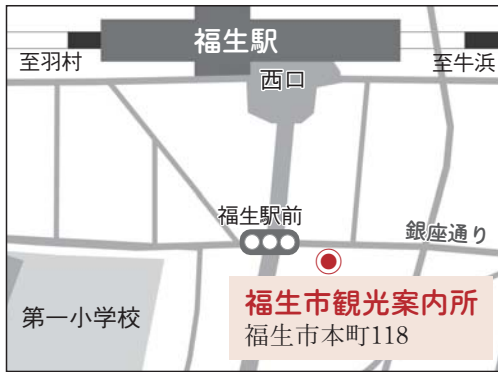 福生駅
至羽村
至牛浜
西口
福生駅前
銀座通り
福生市観光案内所
福生市本町118
第一小学校